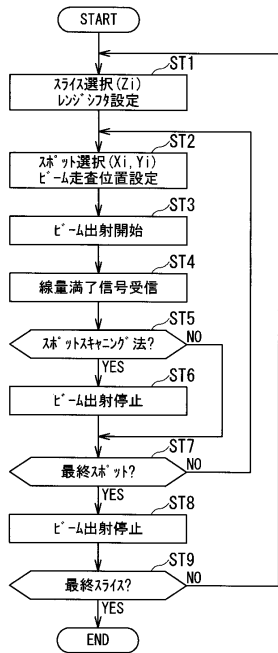 START
ST1
スライス選択(Zi)
レンジシフタ設定
ST2
スポット選択(Xi,Yi)
ビーム走査位置設定
ST3
ビーム出射開始
ST4
線量満了信号受信
ST5
スポットスキャニング法?
NO
YES
ST6
ビーム出射停止
ST7
最終スポット?
NO
YES
ST8
ビーム出射停止
ST9
最終スライス?
NO
YES
END